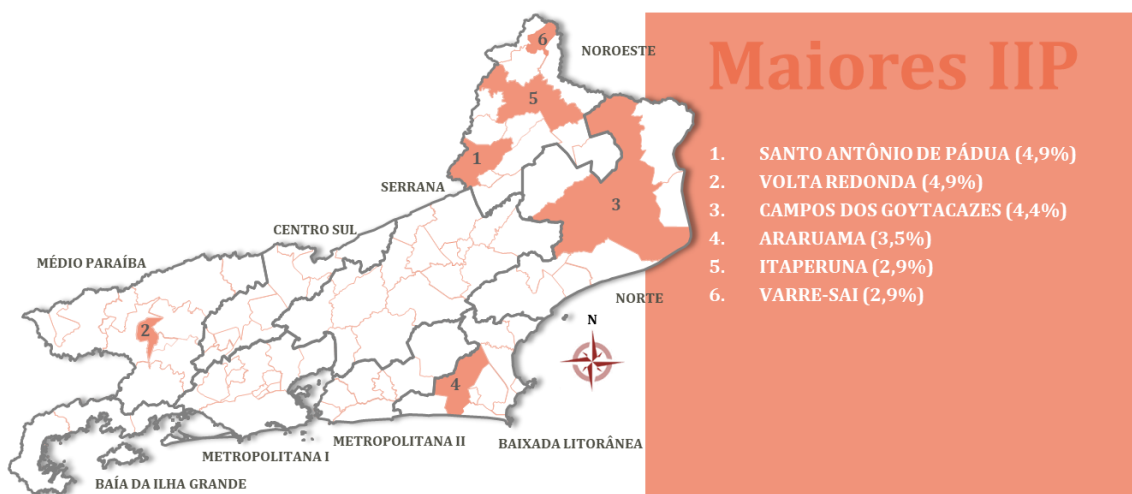 Maiores IIP
1. SANTO ANTÔNIO DE PÁDUA (4,9%)
2. VOLTA REDONDA (4,9%)
3. CAMPOS DOS GOYTACAZES (4,4%)
4. ARARUAMA (3,5%)
5. ITAPERUNA (2,9%)
6. VARRE-SAI (2,9%)
6
NOROESTE
5
1
SERRANA
3
CENTRO SUL
MÉDIO PARAÍBA
NORTE
2
N
4
METROPOLITANA II
BAIXADA LITORÂNEA
METROPOLITANA I
BAÍA DA ILHA GRANDE